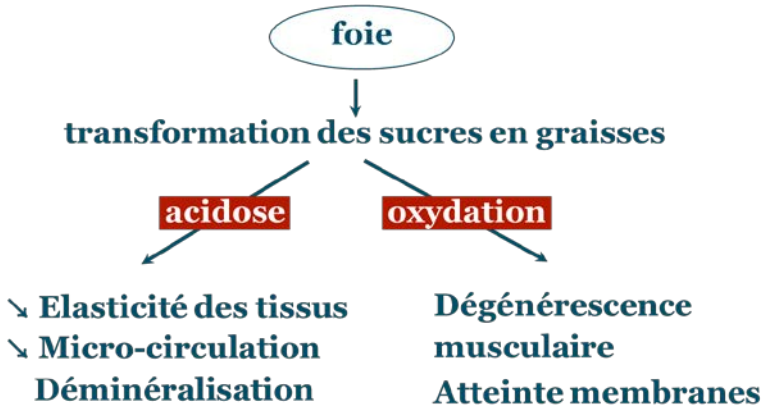 foie
transformation des sucres en graisses
acidose
oxydation
↘ Elasticité des tissus
↘ Micro-circulation
Déminéralisation
Dégénérescence
musculaire
Atteinte membranes